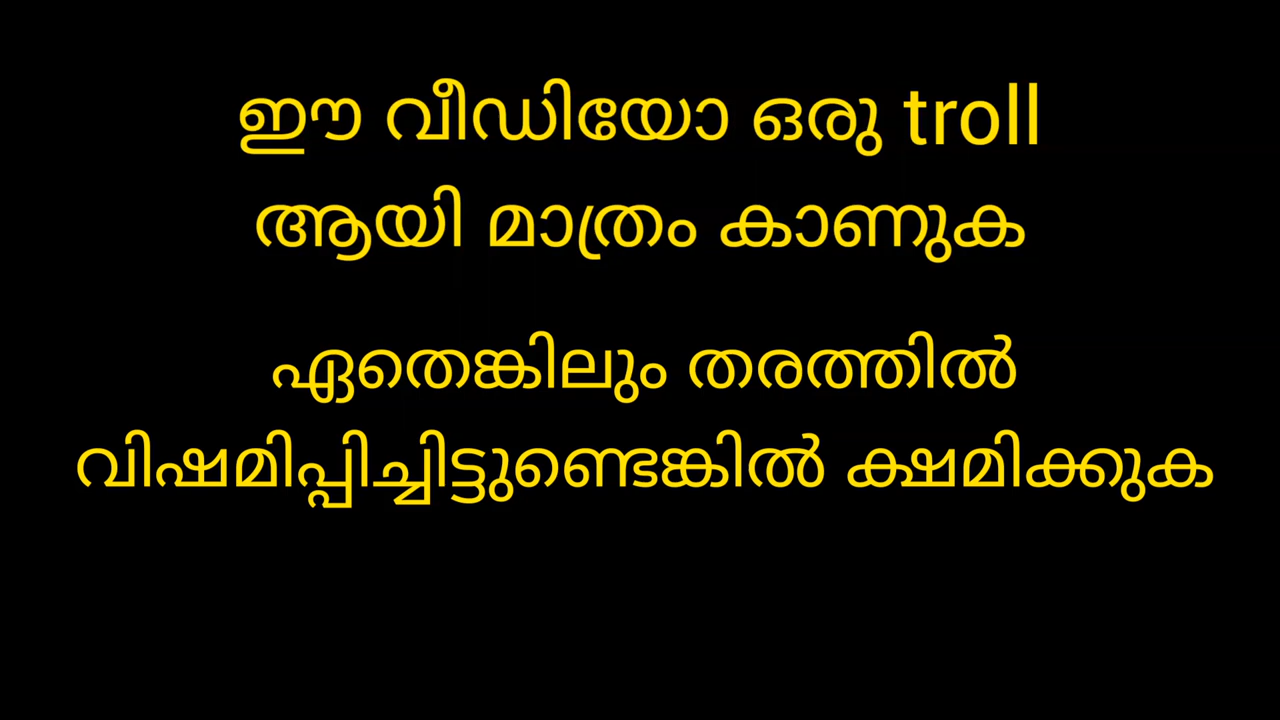 ഈ വീഡിയോ ഒരു troll
ആയി മാത്രം കാണുക
ഏതെങ്കിലും തരത്തിൽ
വിഷമിപ്പിച്ചിട്ടുണ്ടെങ്കിൽ ക്ഷമിക്കുക